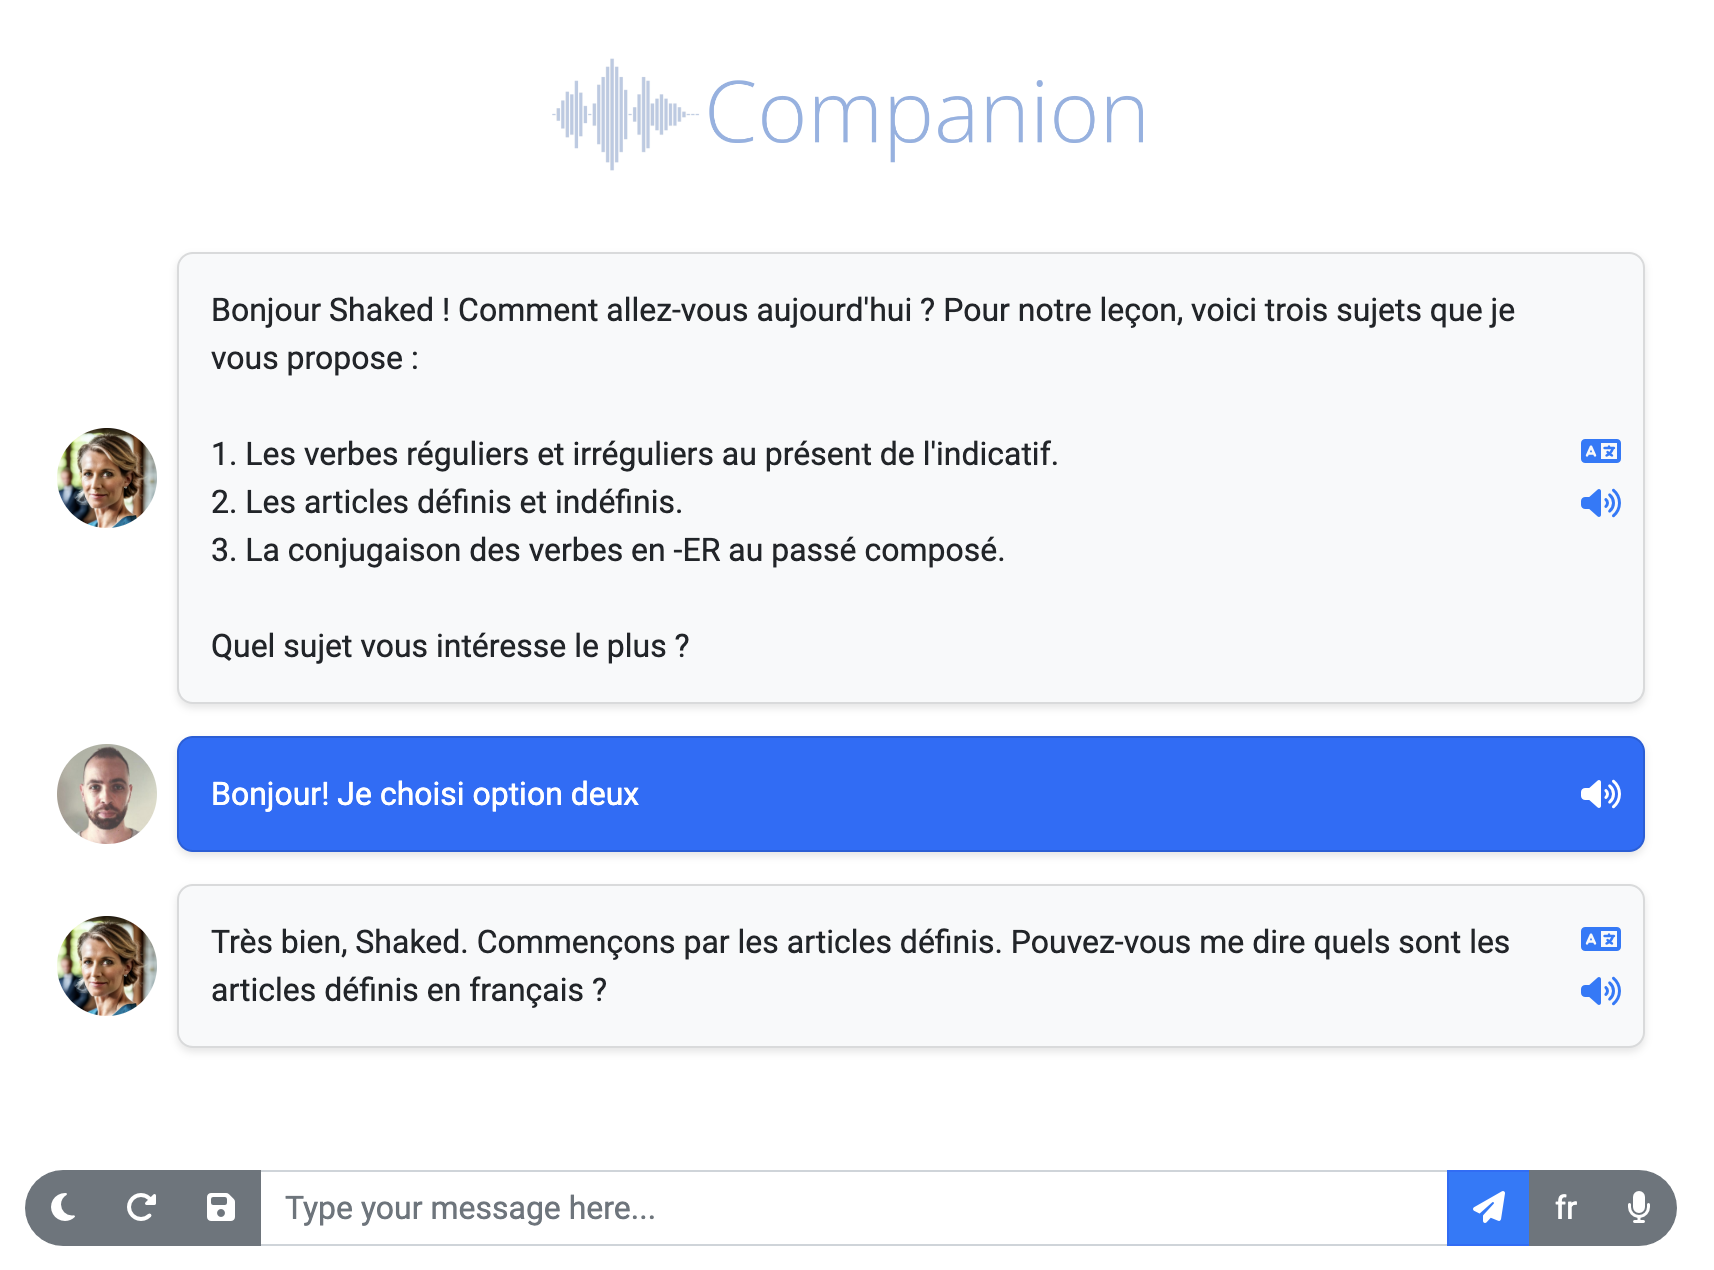 Companion
Bonjour Shaked ! Comment allez-vous aujourd'hui ? Pour notre leçon, voici trois sujets que je
vous propose :
1. Les verbes réguliers et irréguliers au présent de l'indicatif.
2. Les articles définis et indéfinis.
3. La conjugaison des verbes en -ER au passé composé.
Quel sujet vous intéresse le plus ?
Bonjour! Je choisi option deux
Très bien, Shaked. Commençons par les articles définis. Pouvez-vous me dire quels sont les
articles définis en français ?
Type your message here...
fr